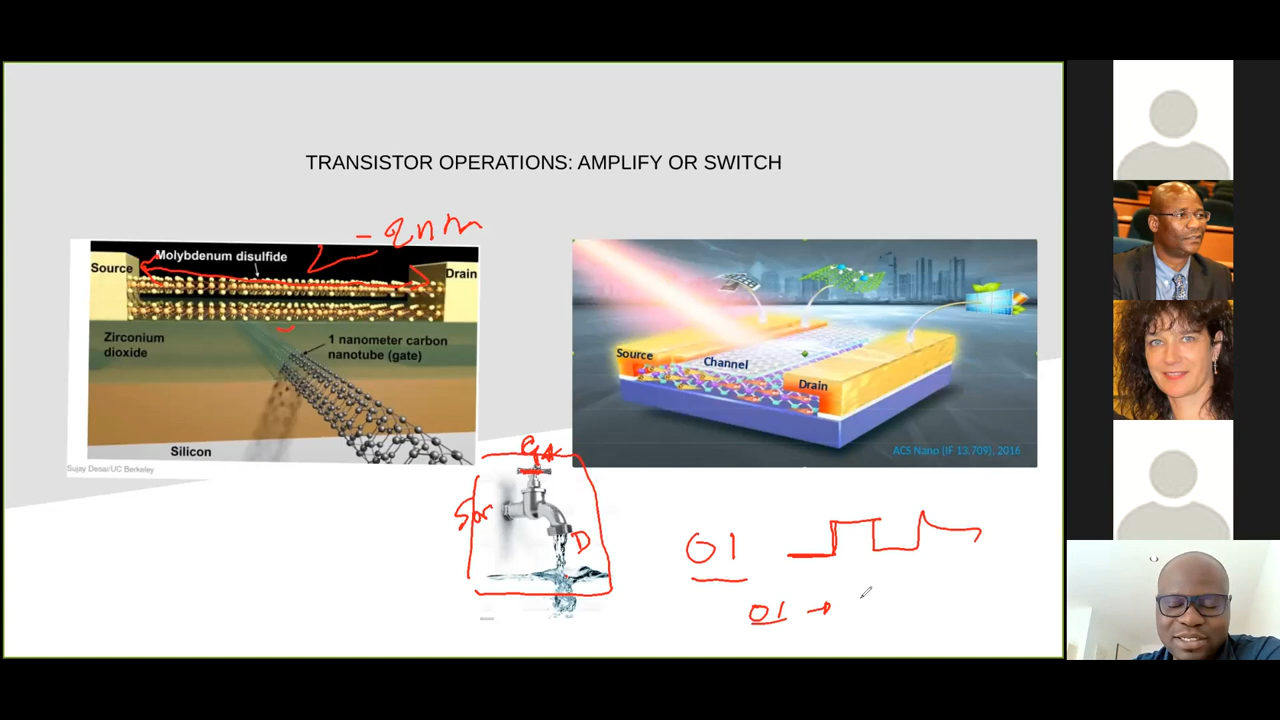 TRANSISTOR OPERATIONS: AMPLIFY OR SWITCH
Molybdenum disulfide
Source
Drain
Zirconium
dioxide
1 nanometer carbon
nanotube (gate)
Silicon
Sujay Desai/UC Berkeley
Source
Channel
Drain
ACS Nano (IF 13.709), 2016
Sor
D
01
01 →